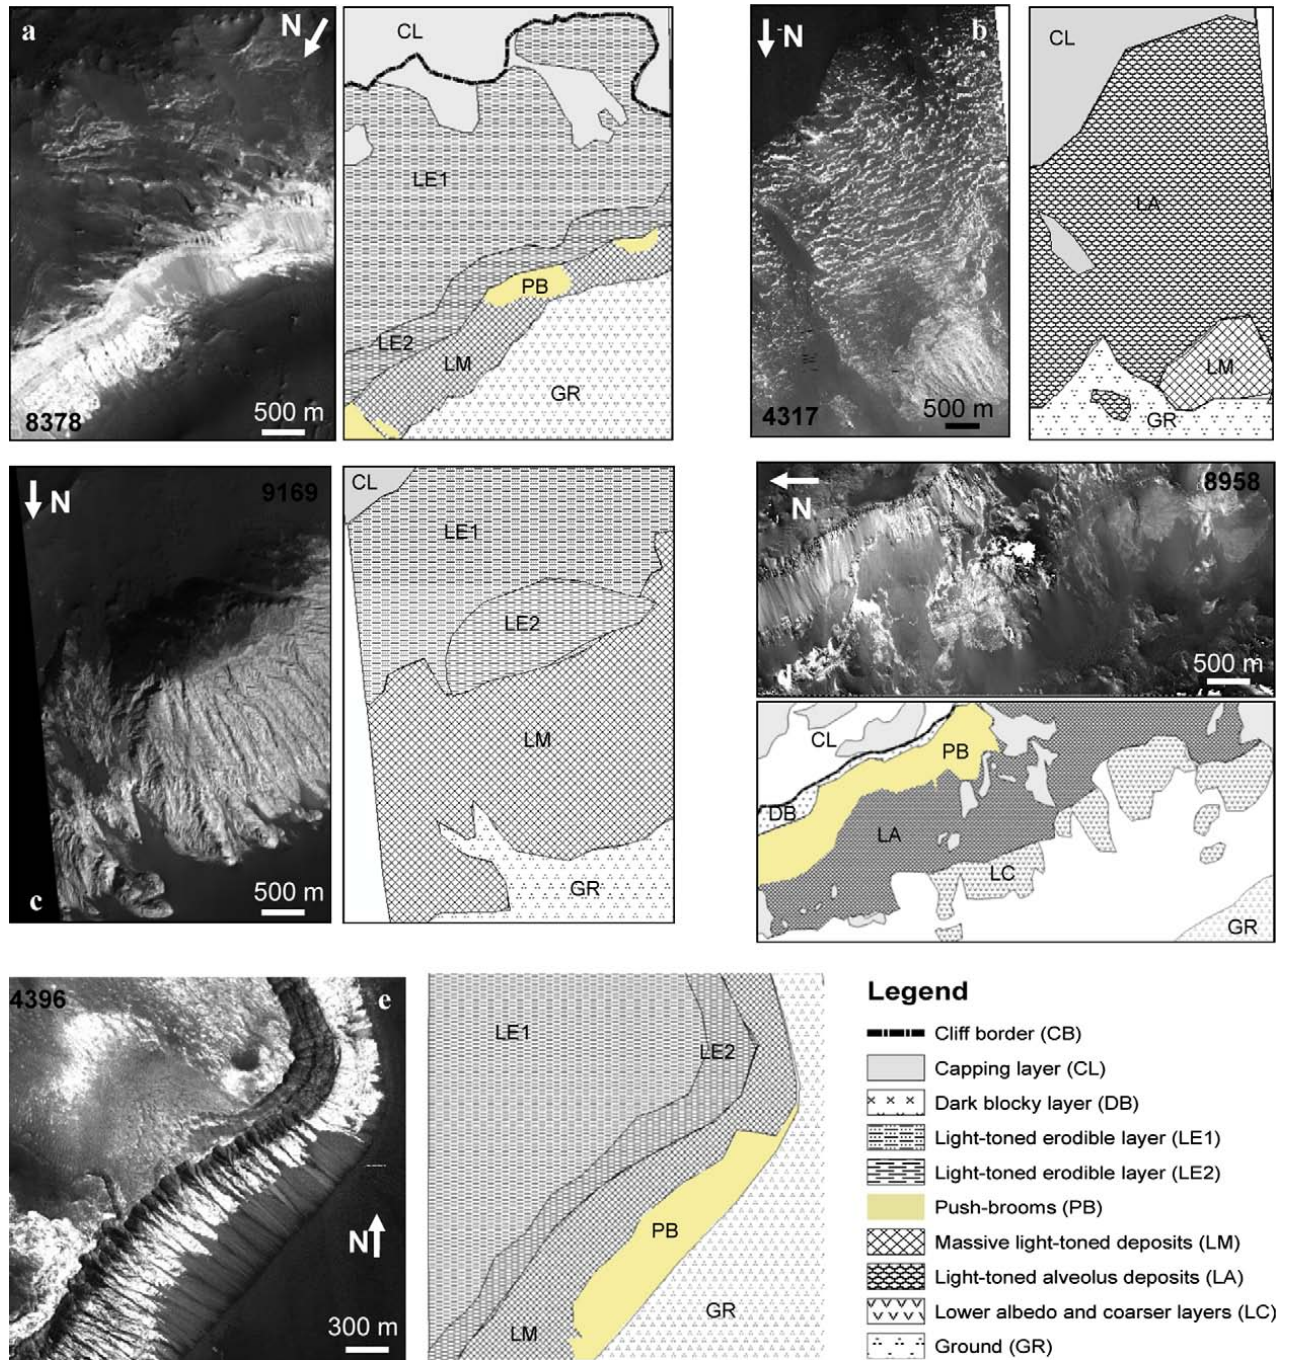 a
N
8378
500 m
CL
LE1
PB
LE2
LM
GR
b
N
4317
500 m
CL
LA
LM
GR
9169
N
500 m
c
CL
LE1
LE2
LM
GR
8958
N
d
500 m
CL
PB
DB
LA
LC
GR
4396
e
N
300 m
LE1
LE2
PB
LM
GR
Legend
Cliff border (CB)
Capping layer (CL)
Dark blocky layer (DB)
Light-toned erodible layer (LE1)
Light-toned erodible layer (LE2)
Push-brooms (PB)
Massive light-toned deposits (LM)
Light-toned alveolus deposits (LA)
Lower albedo and coarser layers (LC)
Ground (GR)